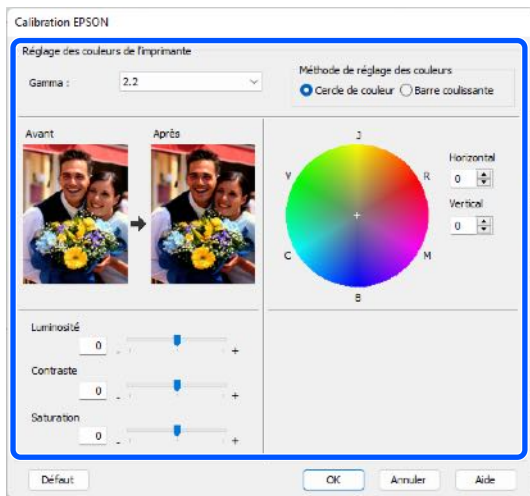 Calibration EPSON
Réglage des couleurs de l'imprimante
Gamma :
2.2
Méthode de réglage des couleurs
Cercle de couleur
Barre coulissante
Avant
Après
J
V
R
C
M
B
Horizontal
0
Vertical
0
Luminosité
0
-
+
Contraste
0
-
+
Saturation
0
-
+
Défaut
OK
Annuler
Aide